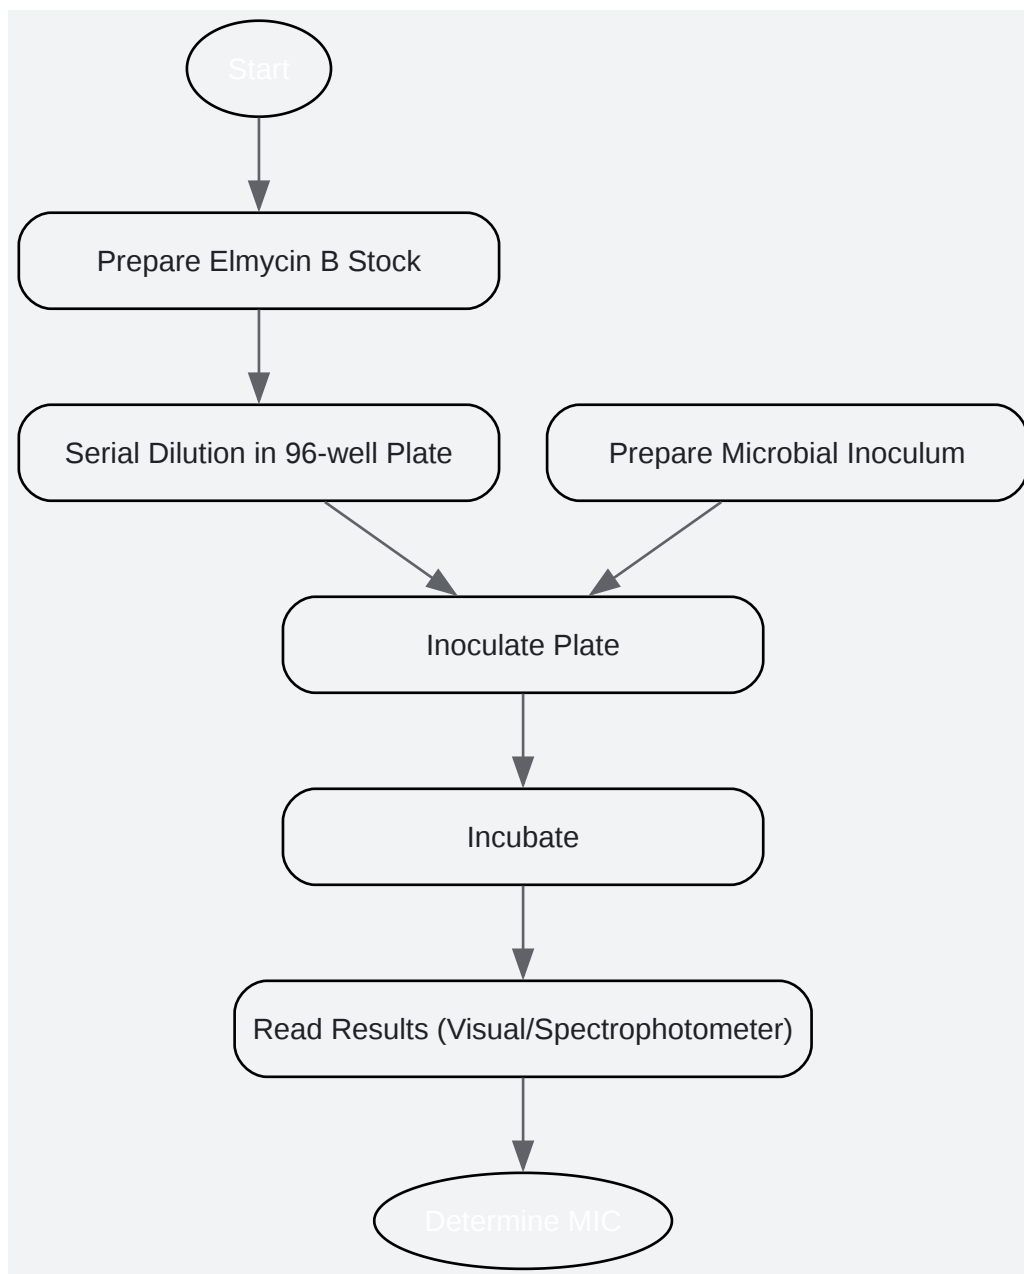 Start
Prepare Elmycin B Stock
Serial Dilution in 96-well Plate
Prepare Microbial Inoculum
Inoculate Plate
Incubate
Read Results (Visual/Spectrophotometer)
Determine MIC